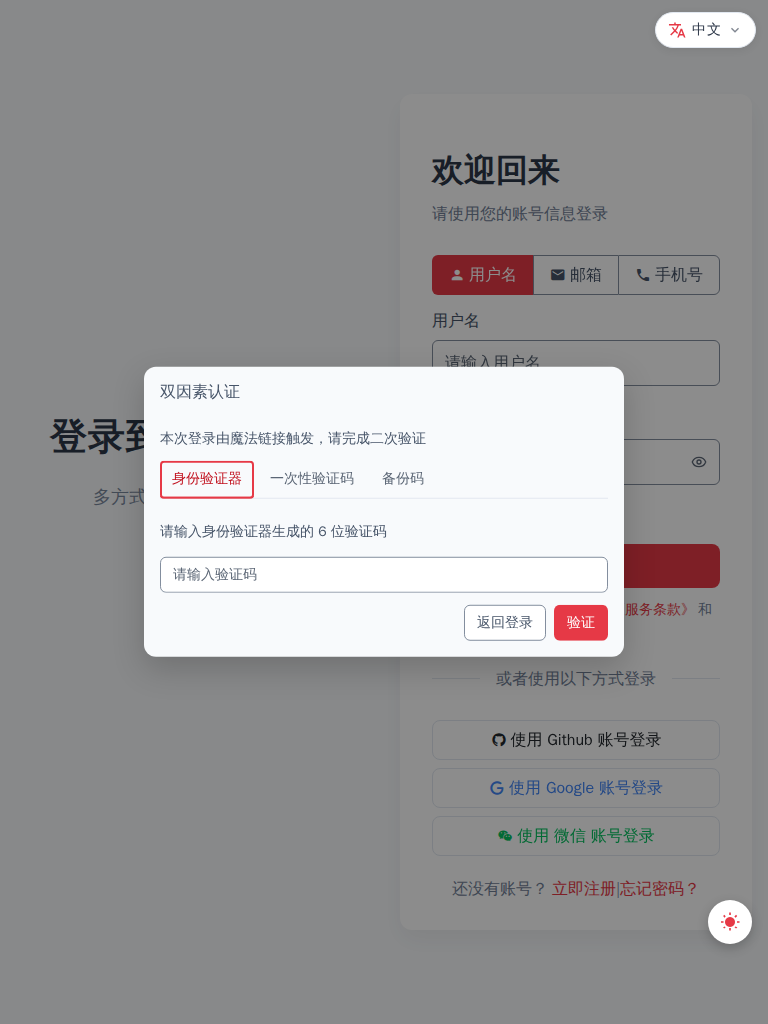 中文
欢迎回来
请使用您的账号信息登录
用户名
邮箱
手机号
用户名
请输入用户名
登录到
多方式
双因素认证
本次登录由魔法链接触发，请完成二次验证
身份验证器
一次性验证码
备份码
请输入身份验证器生成的 6 位验证码
请输入验证码
返回登录
验证
服务条款》 和
或者使用以下方式登录
使用 Github 账号登录
使用 Google 账号登录
使用 微信 账号登录
还没有账号？ 立即注册|忘记密码？